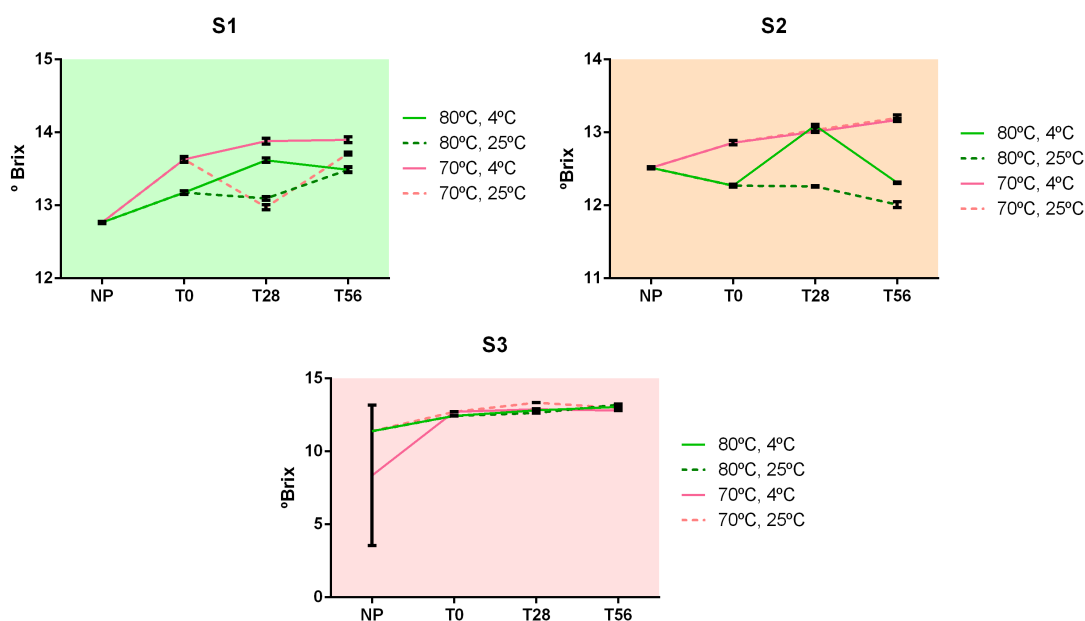 S1
º Brix
15
14
13
12
NP T0 T28 T56
80ºC, 4ºC
80ºC, 25ºC
70ºC, 4ºC
70ºC, 25ºC
S2
ºBrix
14
13
12
11
NP T0 T28 T56
80ºC, 4ºC
80ºC, 25ºC
70ºC, 4ºC
70ºC, 25ºC
S3
ºBrix
15
10
5
0
NP T0 T28 T56
80ºC, 4ºC
80ºC, 25ºC
70ºC, 4ºC
70ºC, 25ºC